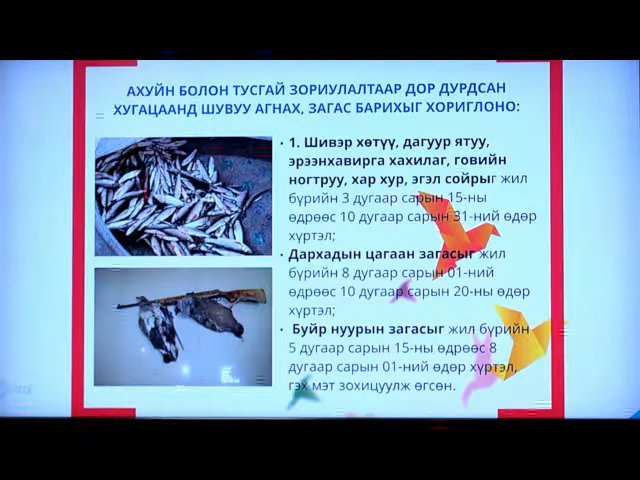 АХУЙН БОЛОН ТУСГАЙ ЗОРИУЛАЛТААР ДОР ДУРДСАН
ХУГАЦААНД ШУВУУ АГНАХ, ЗАГАС БАРИХЫГ ХОРИГЛОНО:
• 1. Шивэр хөтүү, дагуур ятуу,
эрээнхавирга хахилаг, говийн
ногтруу, хар хур, эгэл сойрыг жил
бүрийн 3 дугаар сарын 15-ны
өдрөөс 10 дугаар сарын 31-ний өдөр
хүртэл;
• Дархадын цагаан загасыг жил
бүрийн 8 дугаар сарын 01-ний
өдрөөс 10 дугаар сарын 20-ны өдөр
хүртэл;
• Буйр нуурын загасыг жил бүрийн
5 дугаар сарын 15-ны өдрөөс 8
дугаар сарын 01-ний өдөр хүртэл,
гэх мэт зохицуулж өгсөн.